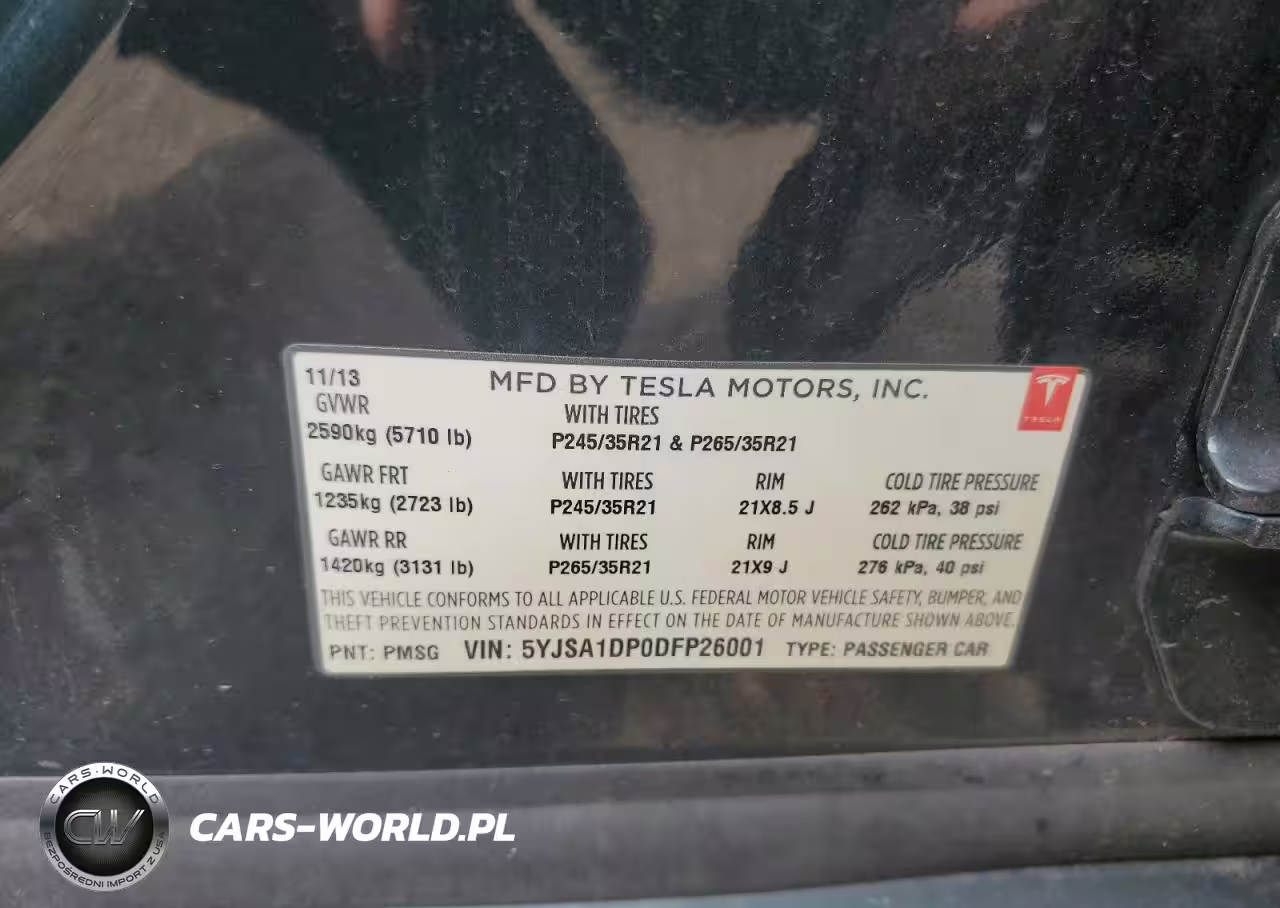 11/13 MFD BY TESLA MOTORS, INC.
GVWR WITH TIRES
TESLA
2590kg (5710 lb) P245/35R21 & P265/35R21
GAWR FRT WITH TIRES RIM COLD TIRE PRESSURE
1235kg (2723 lb) P245/35R21 21X8.5 J 262 kPa, 38 psi
GAWR RR WITH TIRES RIM COLD TIRE PRESSURE
1420kg (3131 lb) P265/35R21 21X9 J 276 kPa, 40 psi
THIS VEHICLE CONFORMS TO ALL APPLICABLE U.S. FEDERAL MOTOR VEHICLE SAFETY, BUMPER, AND
THEFT PREVENTION STANDARDS IN EFFECT ON THE DATE OF MANUFACTURE SHOWN ABOVE.
PNT: PMSG VIN: 5YJSA1DP0DFP26001 TYPE: PASSENGER CAR
CARS-WORLD
CW
BEZPOŚREDNI IMPORT Z USA
CARS-WORLD.PL